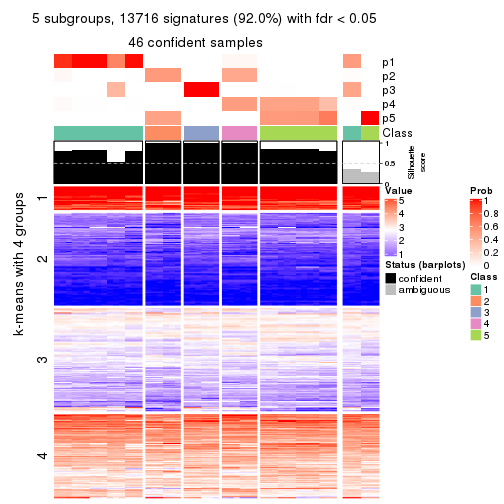 5 subgroups, 13716 signatures (92.0%) with fdr < 0.05
46 confident samples
p1
p2
p3
p4
p5
Class
1
0.5
0
Silhouette
score
k-means with 4 groups
1
2
3
4
Value
5
4
3
2
1
Status (barplots)
confident
ambiguous
Prob
1
0.8
0.6
0.4
0.2
0
Class
1
2
3
4
5